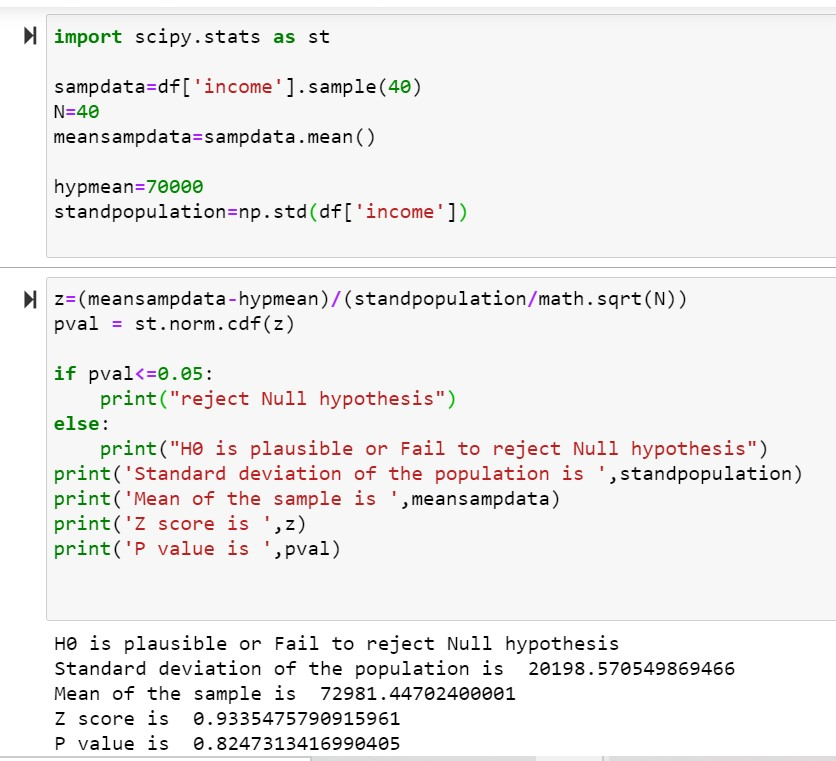 import scipy.stats as st
sampdata=df['income'].sample(40)
N=40
meansampdata=sampdata.mean()
hypmean=70000
standpopulation=np.std(df['income'])
z=(meansampdata-hypmean)/(standpopulation/math.sqrt(N))
pval = st.norm.cdf(z)
if pval<=0.05:
    print("reject Null hypothesis")
else:
    print("H0 is plausible or Fail to reject Null hypothesis")
print('Standard deviation of the population is ',standpopulation)
print('Mean of the sample is ',meansampdata)
print('Z score is ',z)
print('P value is ',pval)
H0 is plausible or Fail to reject Null hypothesis
Standard deviation of the population is  20198.570549869466
Mean of the sample is  72981.44702400001
Z score is  0.9335475790915961
P value is  0.8247313416990405